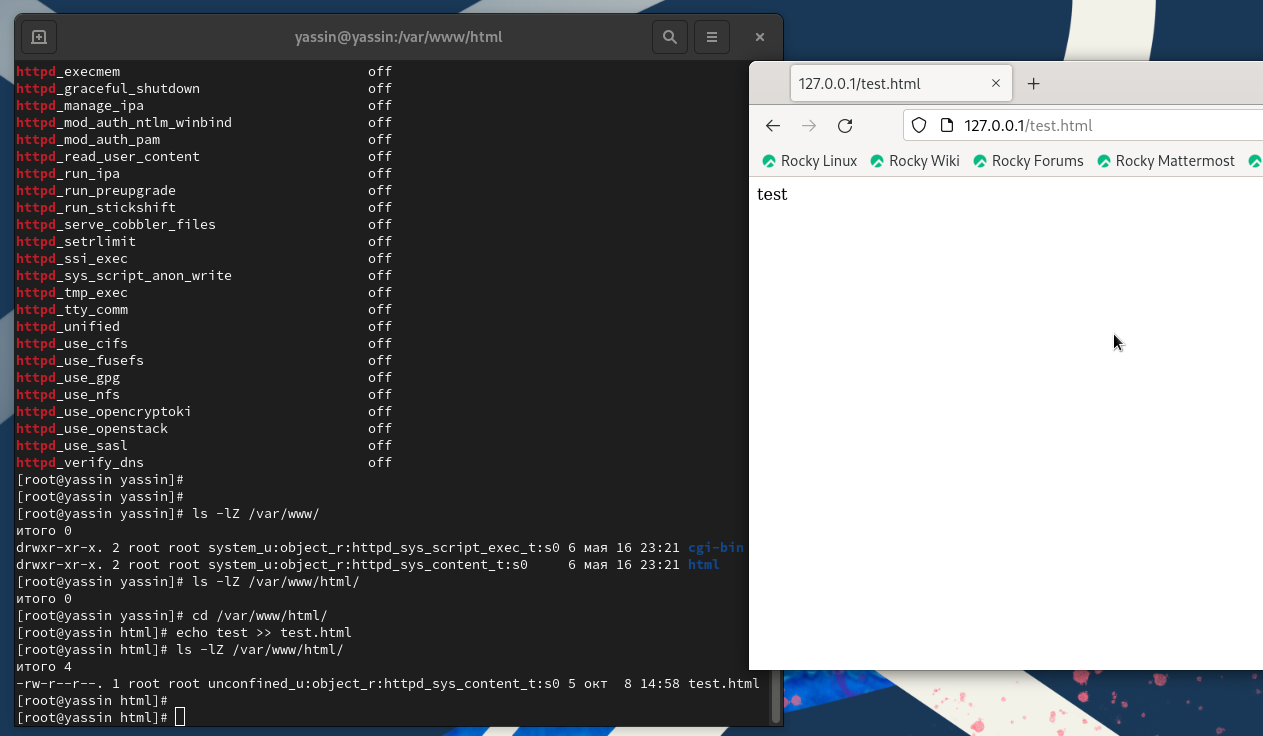 yassin@yassin:/var/www/html
httpd_execmem off
httpd_graceful_shutdown off
httpd_manage_ipa off
httpd_mod_auth_ntlm_winbind off
httpd_mod_auth_pam off
httpd_read_user_content off
httpd_run_ipa off
httpd_run_preupgrade off
httpd_run_stickshift off
httpd_serve_cobbler_files off
httpd_setrlimit off
httpd_ssi_exec off
httpd_sys_script_anon_write off
httpd_tmp_exec off
httpd_tty_comm off
httpd_unified off
httpd_use_cifs off
httpd_use_fusefs off
httpd_use_gpg off
httpd_use_nfs off
httpd_use_opencryptoki off
httpd_use_openstack off
httpd_use_sasl off
httpd_verify_dns off
[root@yassin yassin]#
[root@yassin yassin]#
[root@yassin yassin]# ls -lZ /var/www/
итого 0
drwxr-xr-x. 2 root root system_u:object_r:httpd_sys_script_exec_t:s0 6 мая 16 23:21 cgi-bin
drwxr-xr-x. 2 root root system_u:object_r:httpd_sys_content_t:s0 6 мая 16 23:21 html
[root@yassin yassin]# ls -lZ /var/www/html/
итого 0
[root@yassin yassin]# cd /var/www/html/
[root@yassin html]# echo test >> test.html
[root@yassin html]# ls -lZ /var/www/html/
итого 4
-rw-r--r--. 1 root root unconfined_u:object_r:httpd_sys_content_t:s0 5 окт 8 14:58 test.html
[root@yassin html]#
[root@yassin html]#
127.0.0.1/test.html
127.0.0.1/test.html
Rocky Linux Rocky Wiki Rocky Forums Rocky Mattermost
test